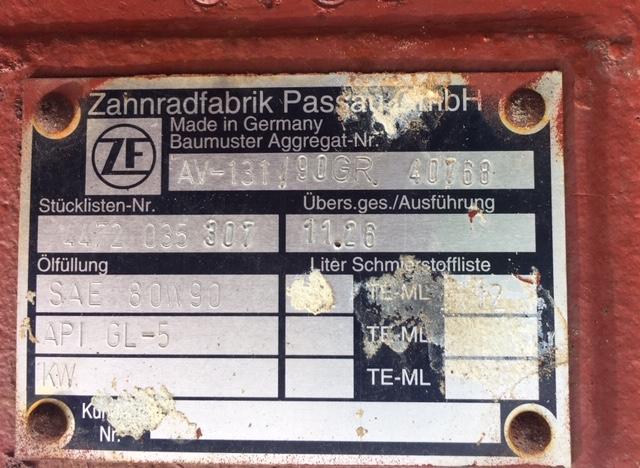 Zahnradfabrik Passau GmbH
ZF
Made in Germany
Baumuster Aggregat-Nr.
AV-131/90GR. 40768
Stücklisten-Nr. Übers.ges./Ausführung
4472 035 307 11.26
Ölfüllung Liter Schmierstoffliste
SAE 80W90 TE-ML 12
API GL-5 TE-ML
KW. TE-ML
Nr.